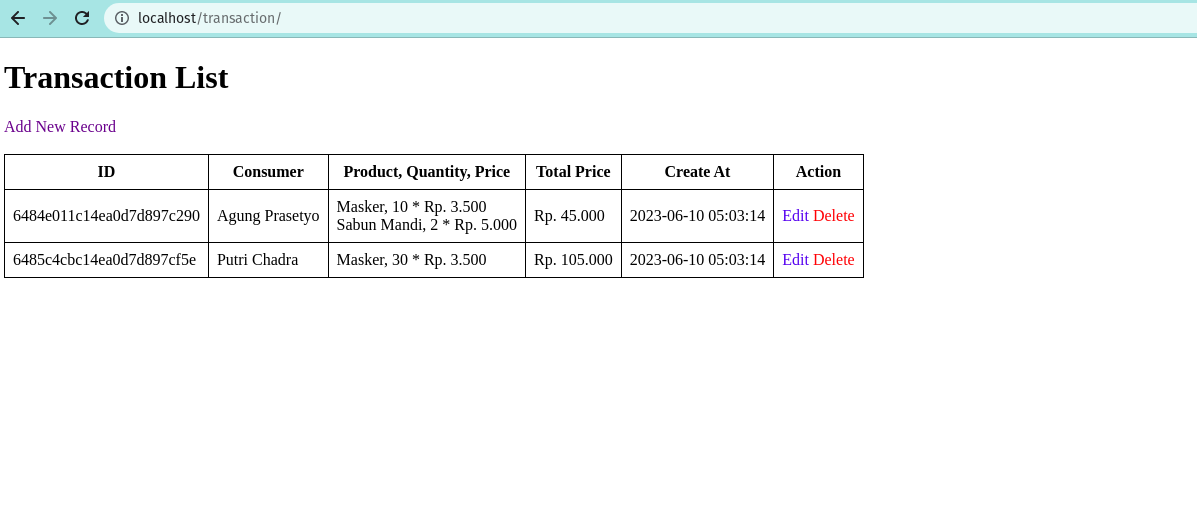 localhost/transaction/
Transaction List
Add New Record
ID Consumer Product, Quantity, Price Total Price Create At Action
6484e011c14ea0d7d897c290 Agung Prasetyo Masker, 10 * Rp. 3.500 Rp. 45.000 2023-06-10 05:03:14 Edit Delete
Sabun Mandi, 2 * Rp. 5.000
6485c4cbc14ea0d7d897cf5e Putri Chadra Masker, 30 * Rp. 3.500 Rp. 105.000 2023-06-10 05:03:14 Edit Delete